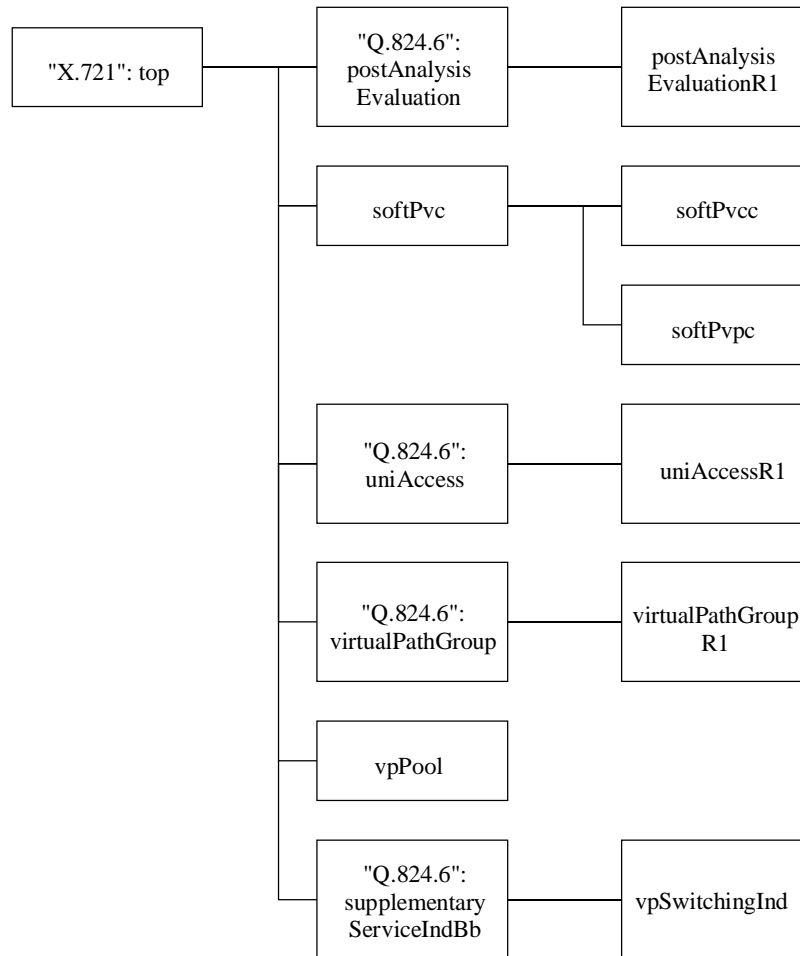 "X.721": top
"Q.824.6":
postAnalysis
Evaluation
postAnalysis
EvaluationR1
softPvc
softPvcc
softPvpc
"Q.824.6":
uniAccess
uniAccessR1
"Q.824.6":
virtualPathGroup
virtualPathGroup
R1
vpPool
"Q.824.6":
supplementary
ServiceIndBb
vpSwitchingInd